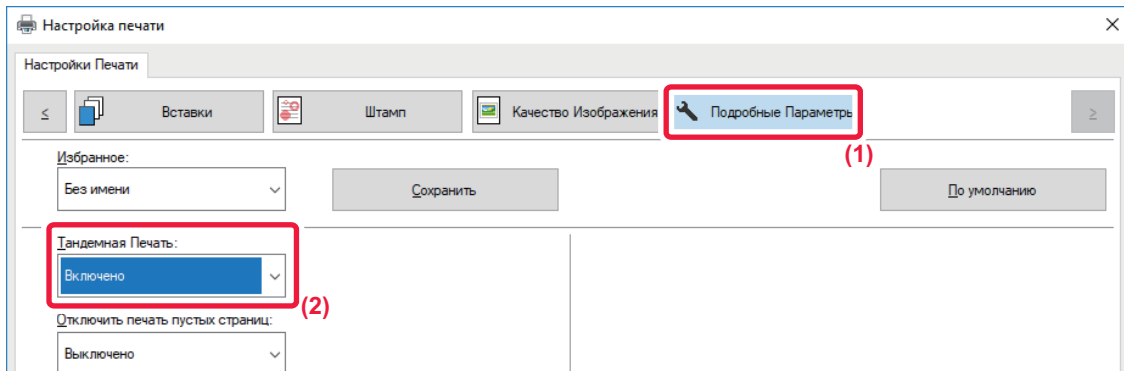 Настройка печати
Настройки Печати
≤ Вставки Штамп Качество Изображения Подробные Параметры ≥
(1)
Избранное:
Без имени Сохранить По умолчанию
Тандемная Печать:
Включено
(2)
Отключить печать пустых страниц:
Выключено